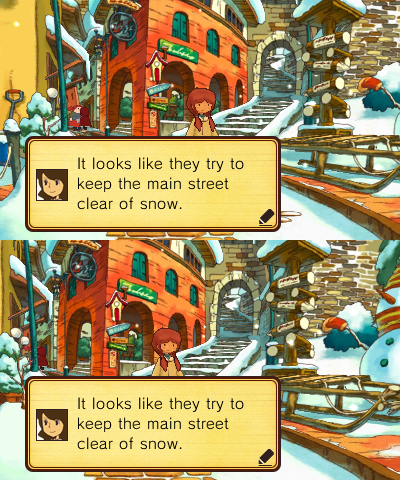 It looks like they try to
keep the main street
clear of snow.
It looks like they try to
keep the main street
clear of snow.